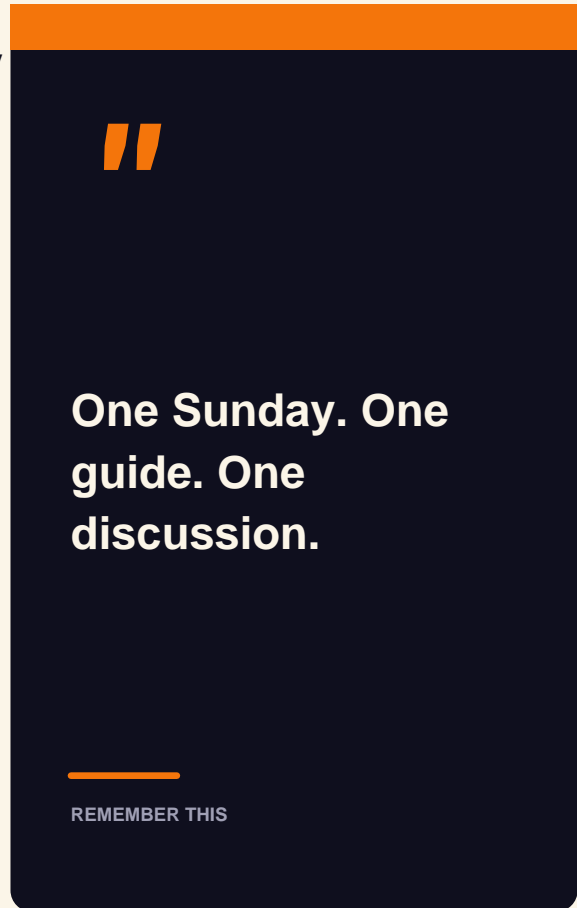 "
One Sunday. One
guide. One
discussion.
REMEMBER THIS